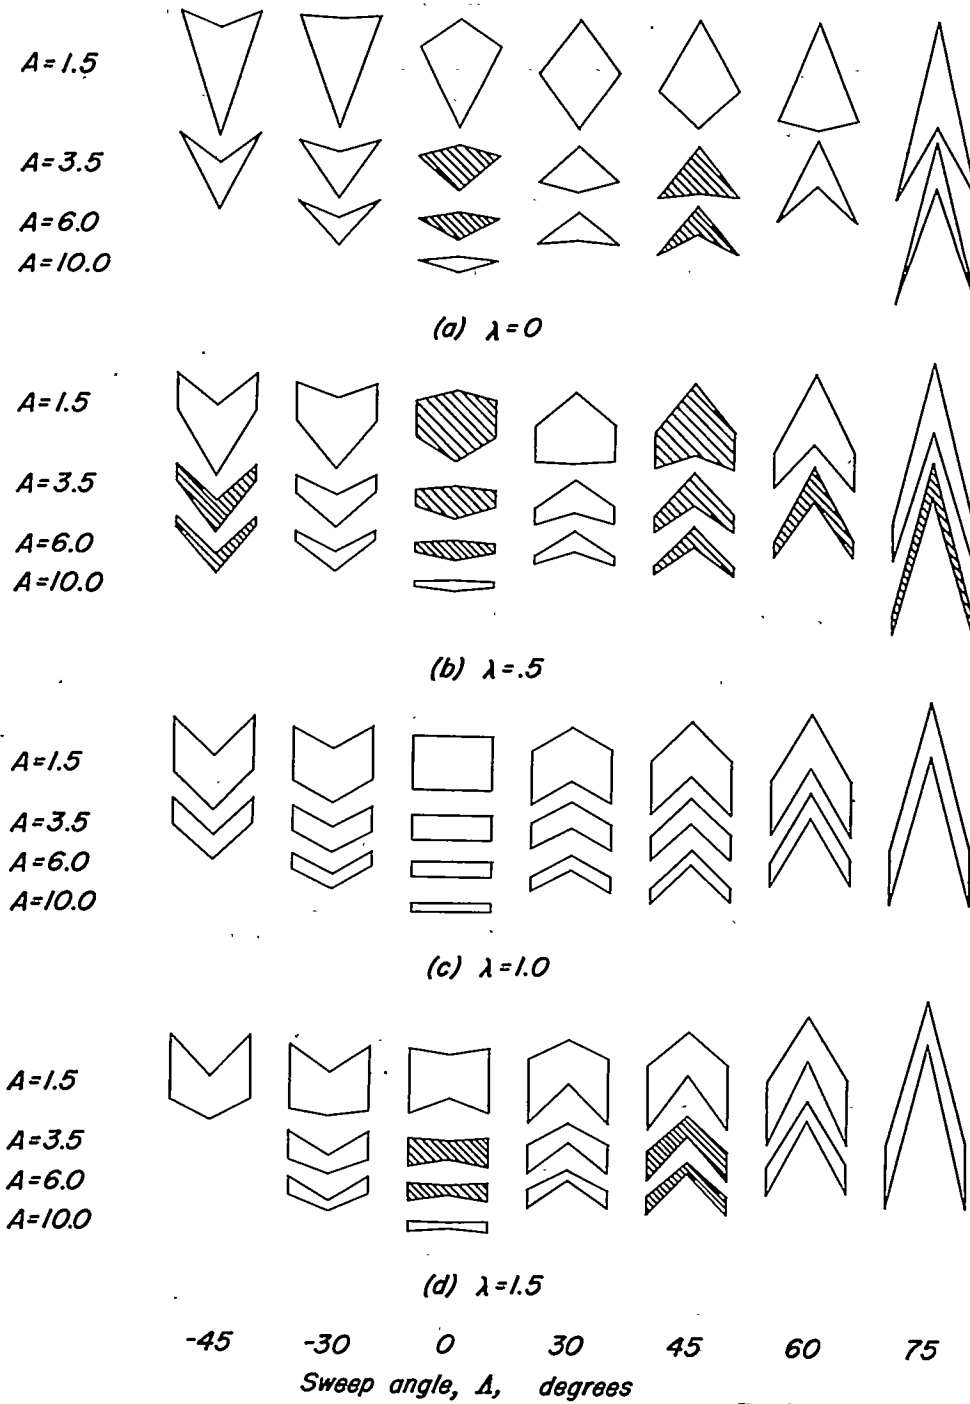 A=1.5
A=3.5
A=6.0
A=10.0
(a) λ=0
A=1.5
A=3.5
A=6.0
A=10.0
(b) λ=.5
A=1.5
A=3.5
A=6.0
A=10.0
(c) λ=1.0
A=1.5
A=3.5
A=6.0
A=10.0
(d) λ=1.5
-45 -30 0 30 45 60 75
Sweep angle, Λ, degrees